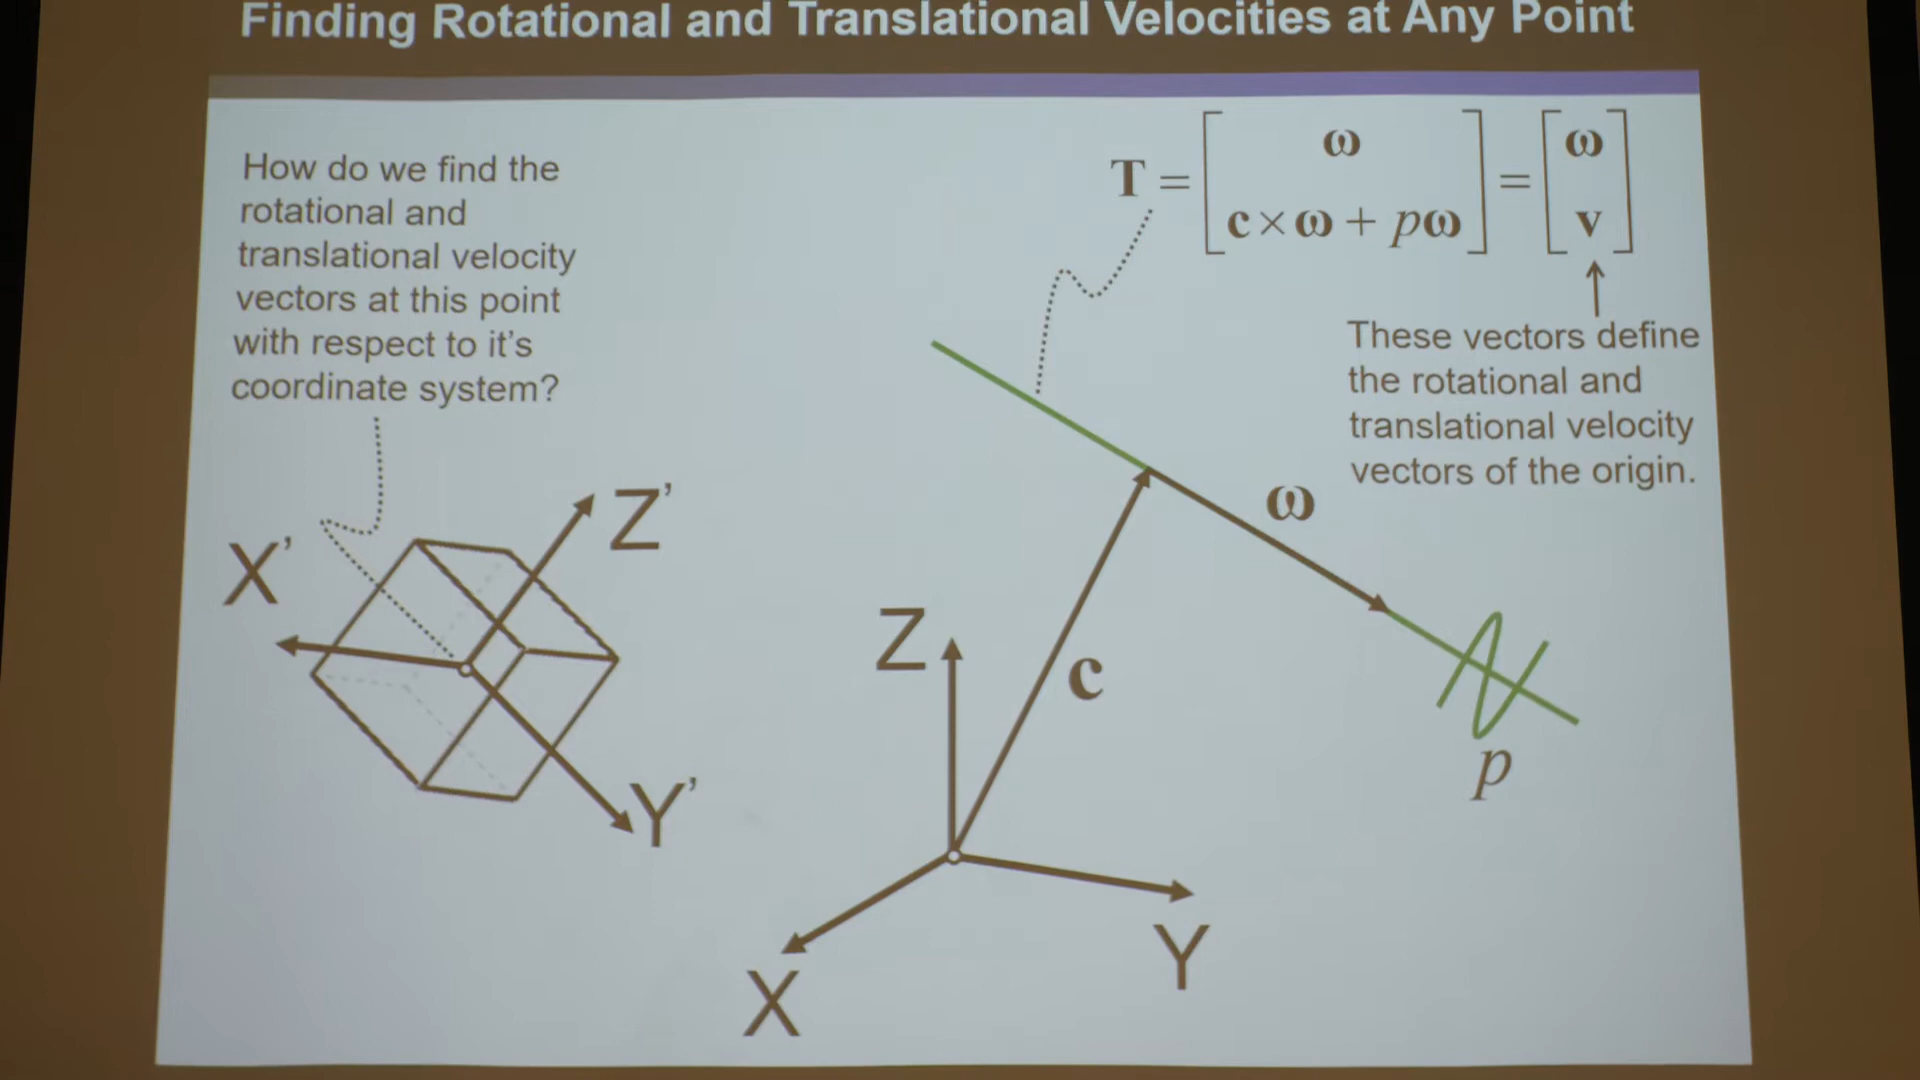 Finding Rotational and Translational Velocities at Any Point
How do we find the
rotational and
translational velocity
vectors at this point
with respect to it's
coordinate system?
T = [ω
c × ω + pω] = [ω
v]
These vectors define
the rotational and
translational velocity
vectors of the origin.
X’
Z’
Y’
ω
c
p
Z
X
Y